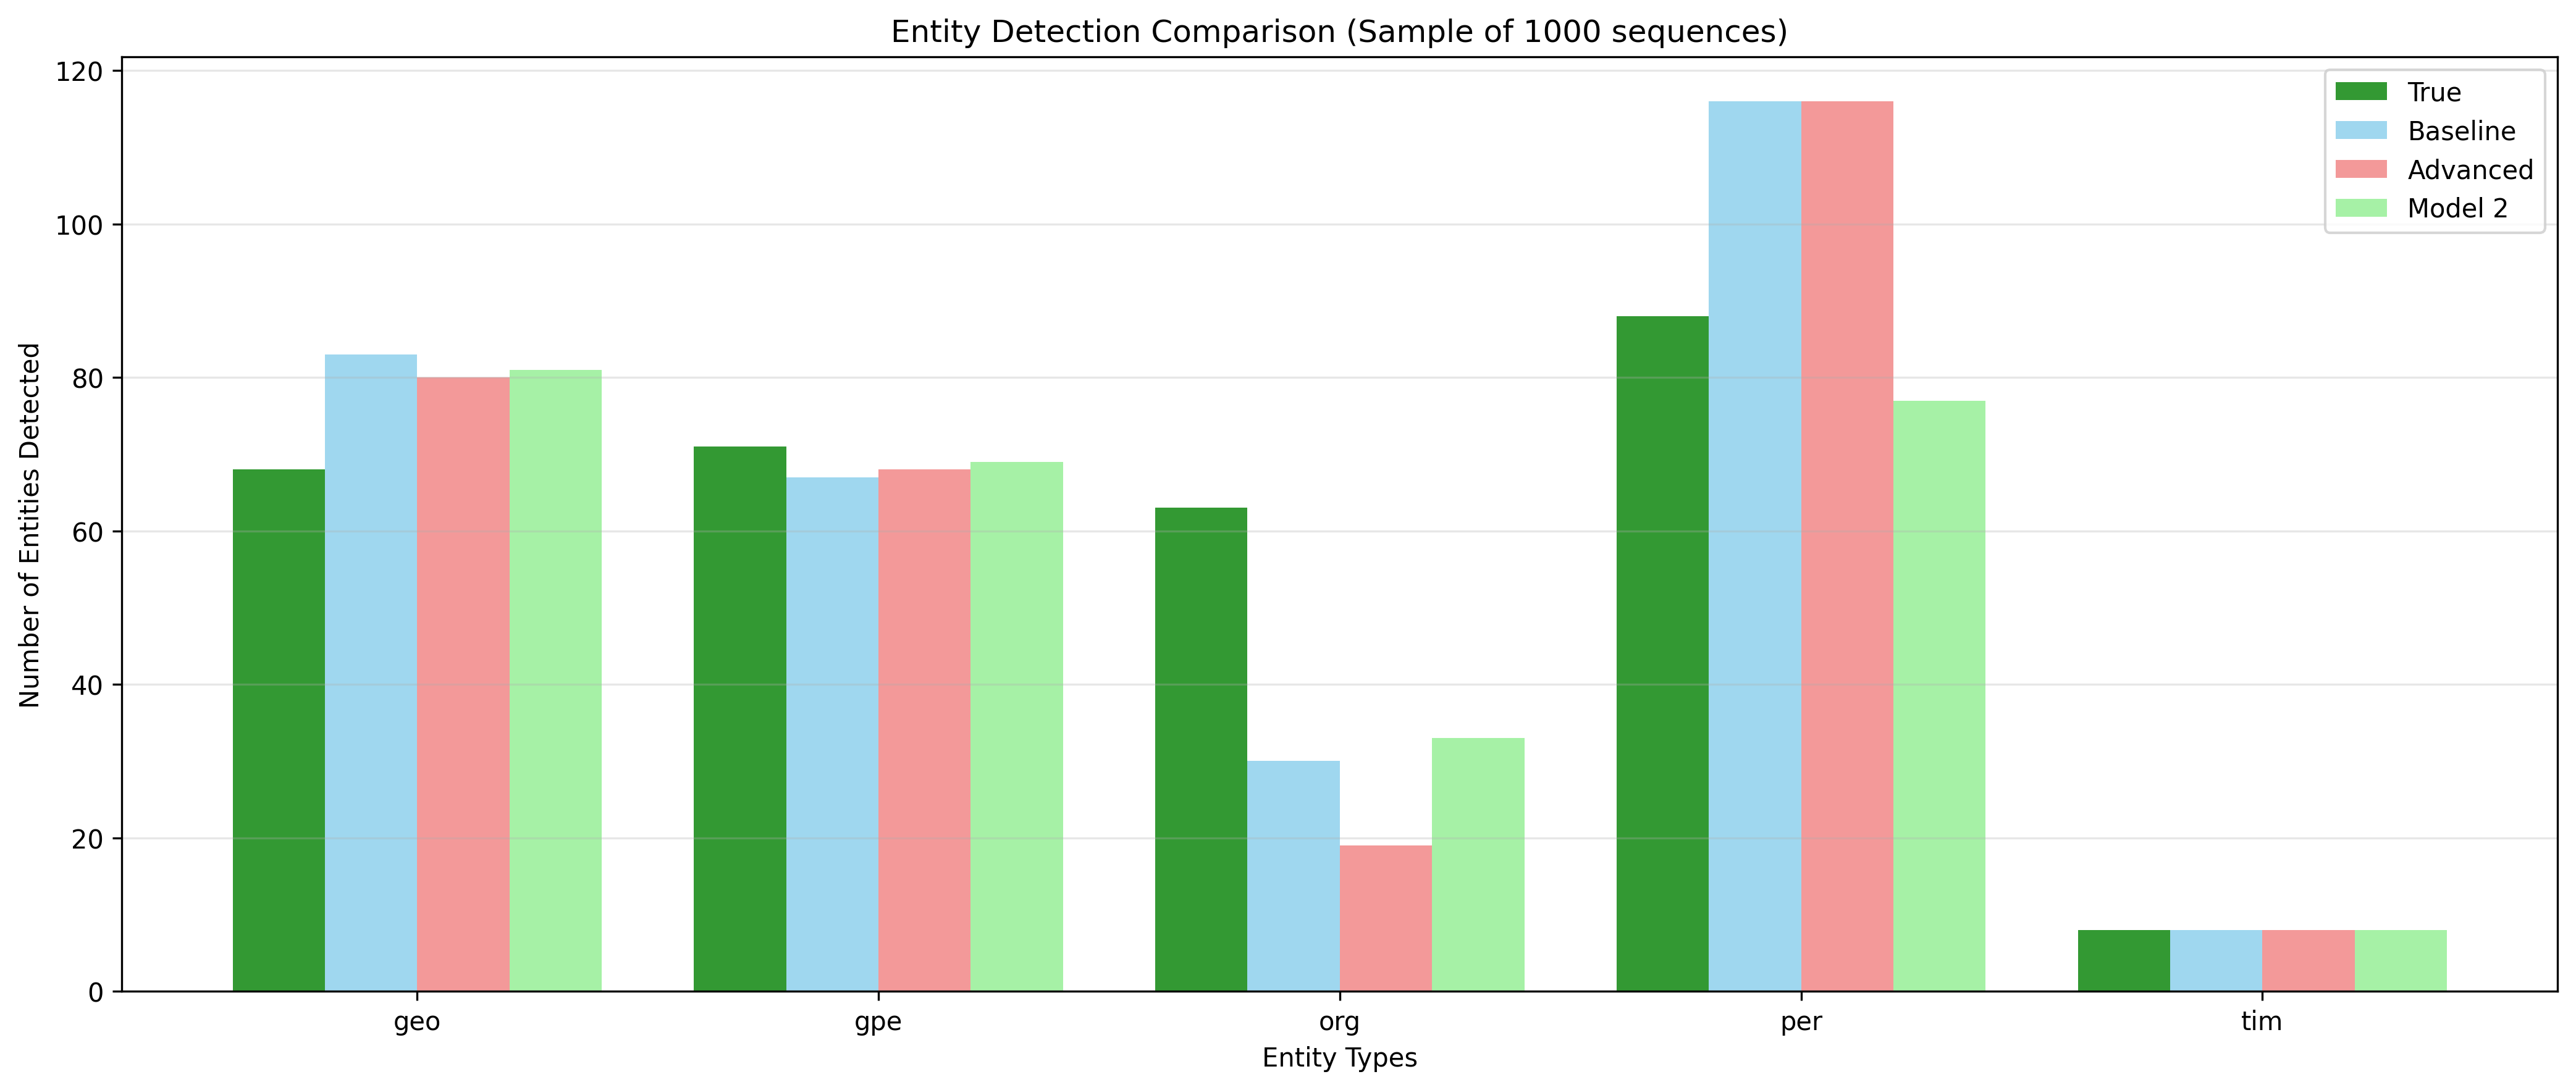 Entity Detection Comparison (Sample of 1000 sequences)
120
100
80
60
40
20
0
Number of Entities Detected
True
Baseline
Advanced
Model 2
geo
gpe
org
per
tim
Entity Types